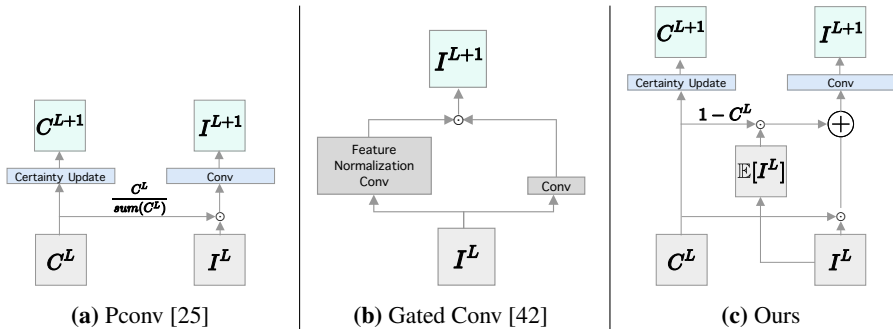 C^{L+1}
I^{L+1}
Certainty Update
Conv
\frac{C^L}{sum(C^L)}
C^L
I^L
(a) Pconv [25]
I^{L+1}
Feature
Normalization
Conv
Conv
I^L
(b) Gated Conv [42]
C^{L+1}
I^{L+1}
Certainty Update
Conv
1 - C^L
𝔼[I^L]
C^L
I^L
(c) Ours